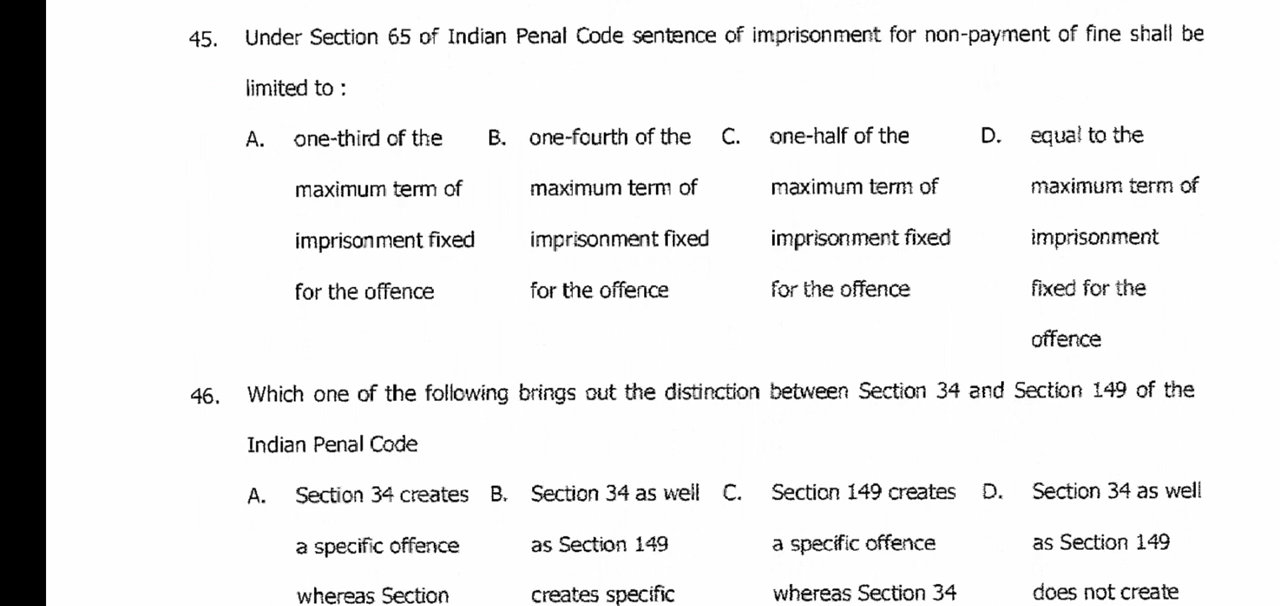 45. Under Section 65 of Indian Penal Code sentence of imprisonment for non-payment of fine shall be
limited to :
A. one-third of the B. one-fourth of the C. one-half of the D. equal to the
maximum term of maximum term of maximum term of maximum term of
imprisonment fixed imprisonment fixed imprisonment fixed imprisonment
for the offence for the offence for the offence fixed for the
offence
46. Which one of the following brings out the distinction between Section 34 and Section 149 of the
Indian Penal Code
A. Section 34 creates B. Section 34 as well C. Section 149 creates D. Section 34 as well
a specific offence as Section 149 a specific offence as Section 149
whereas Section creates specific whereas Section 34 does not create